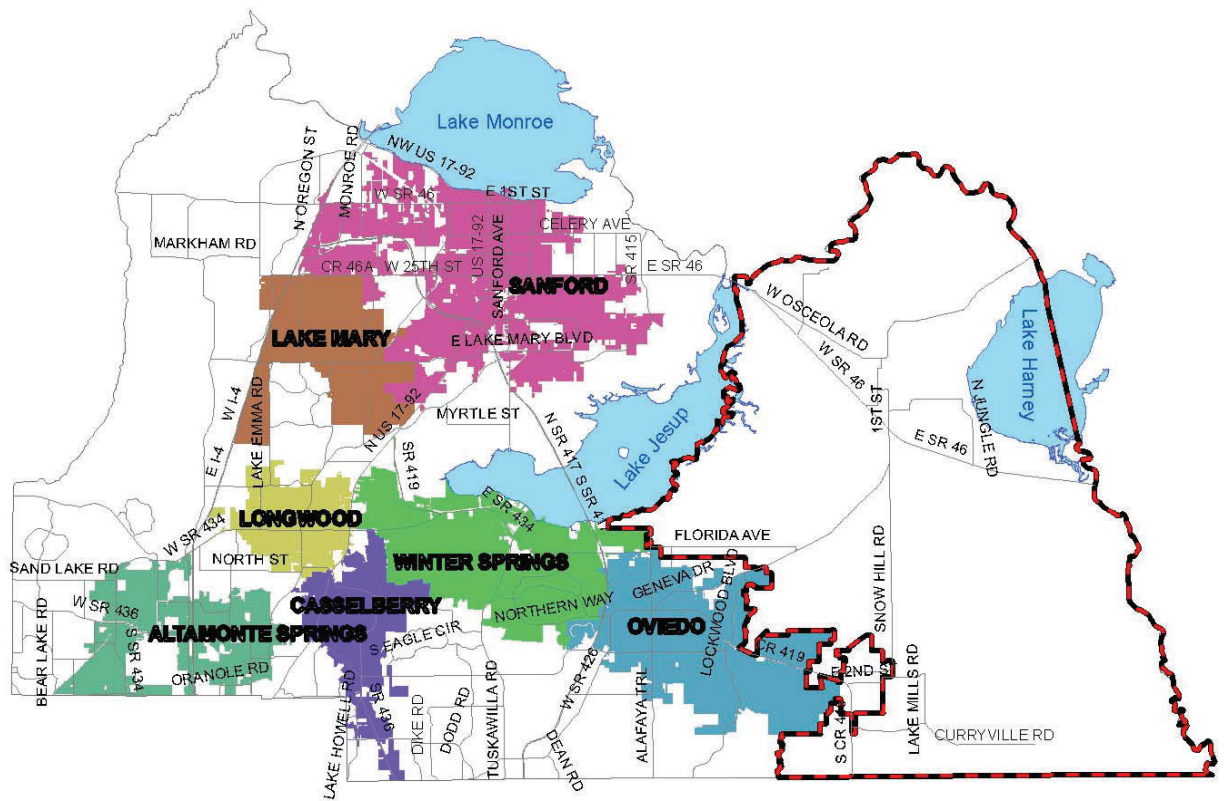 Lake Monroe
NW US 17-92
N OREGON ST
MONROE RD
W SR 46
E 1ST ST
CELERY AVE
MARKHAM RD
US 17-92
SANFORD AVE
SR 415
CR 46A
W 25TH ST
E SR 46
SANFORD
W OSCEOLA RD
LAKE MARY
E LAKE MARY BLVD
W SR 46
Lake Harney
W I-4
LAKE EMMA RD
N US 17-92
MYRTLE ST
1ST ST
N JUNGLE RD
E I-4
SR 419
N SR 417
S SR 41
Lake Jesup
E SR 46
LONGWOOD
E SR 434
W SR 434
FLORIDA AVE
NORTH ST
WINTER SPRINGS
SAND LAKE RD
GENEVA DR
SNOW HILL RD
W SR 436
CASSELBERRY
NORTHERN WAY
LOCKWOOD BLVD
ALTAMONTE SPRINGS
S EAGLE CIR
OVIEDO
CR 419
BEAR LAKE RD
S SR 434
ORANOLE RD
E 2ND S
W SR 426
ALAFAYA TRL
LAKE HOWELL RD
SR 436
DIKE RD
DODD RD
TUSKAWILLA RD
DEAN RD
S CR 4
LAKE MILLS RD
CURRYVILLE RD